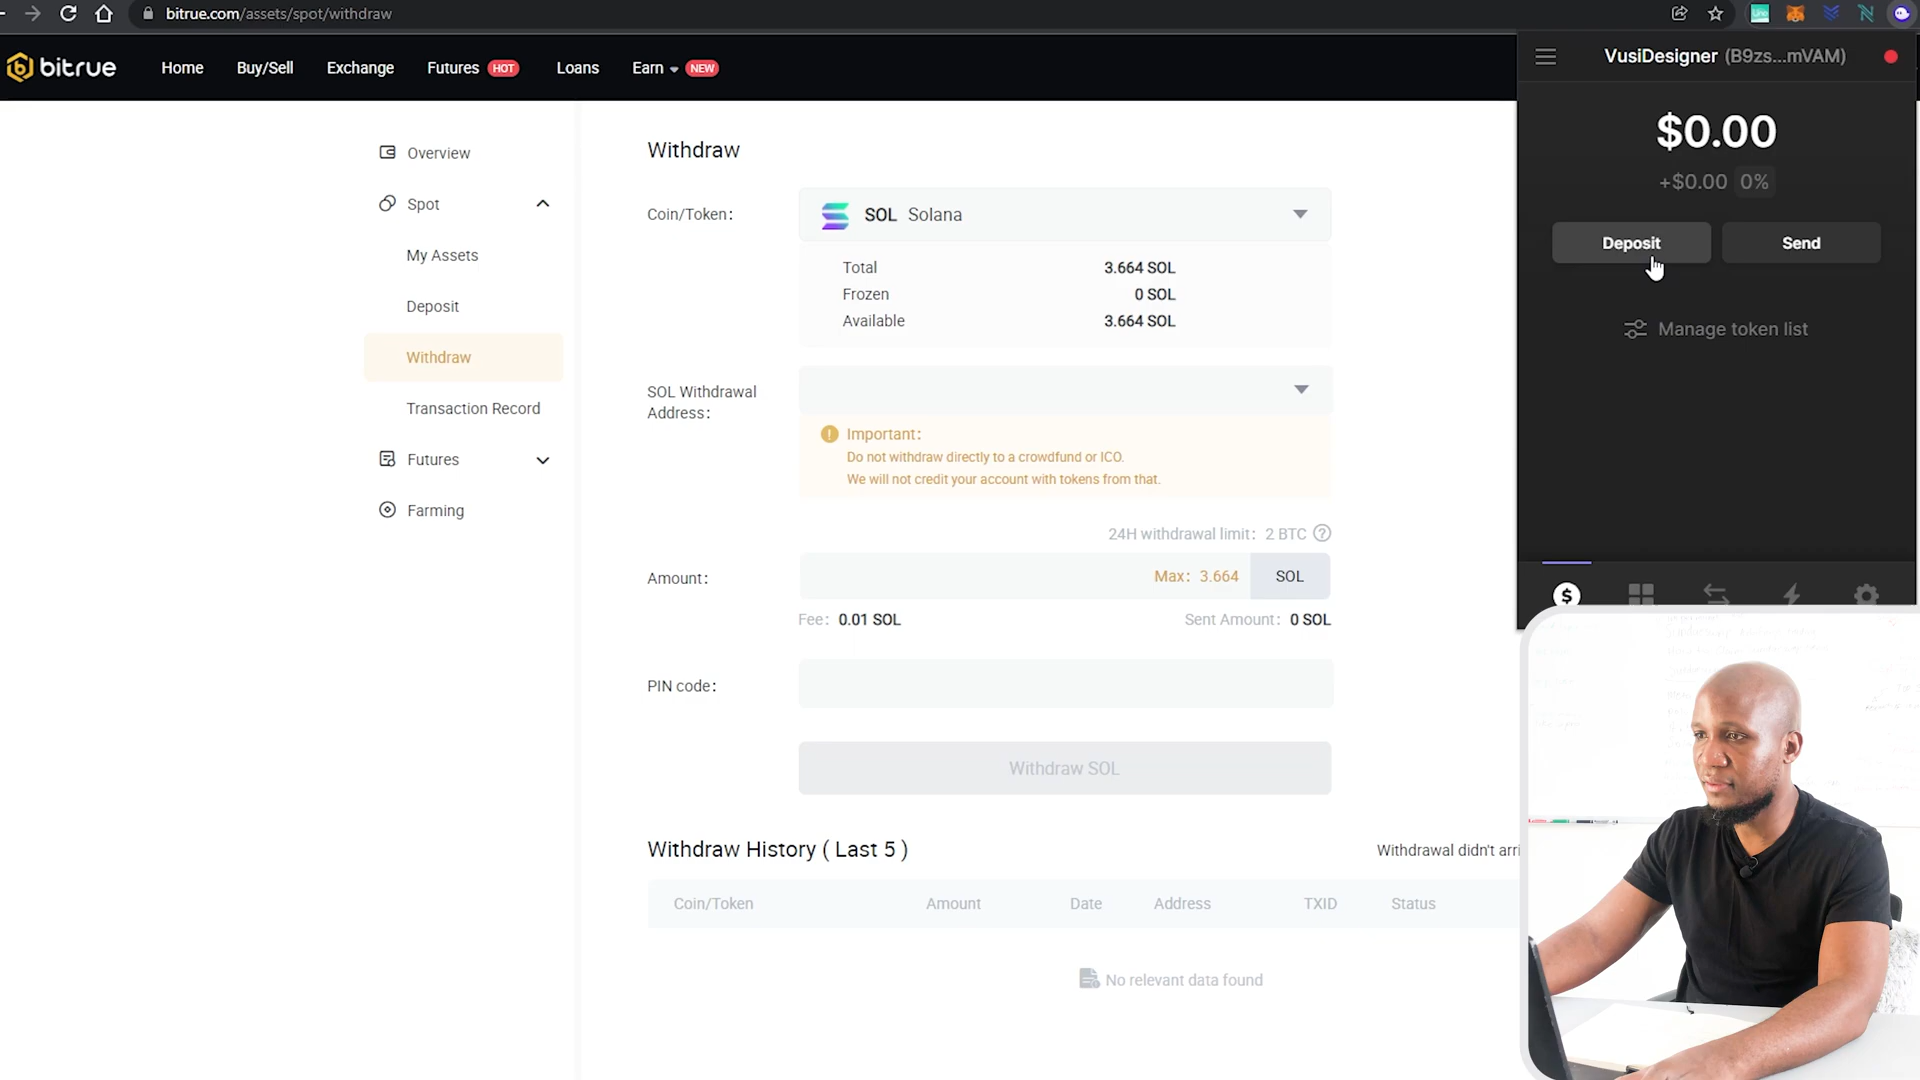 bitrue.com/assets/spot/withdraw
bitrue
Home
Buy/Sell
Exchange
Futures HOT
Loans
Earn NEW
VusiDesigner (B9zs...mVAM)
$0.00
+$0.00 0%
Deposit
Send
Manage token list
$
Overview
Spot
My Assets
Deposit
Withdraw
Transaction Record
Futures
Farming
Withdraw
Coin/Token:
SOL Solana
Total 3.664 SOL
Frozen 0 SOL
Available 3.664 SOL
SOL Withdrawal
Address:
Important:
Do not withdraw directly to a crowdfund or ICO.
We will not credit your account with tokens from that.
24H withdrawal limit: 2 BTC
Amount:
Max: 3.664 SOL
Fee: 0.01 SOL
Sent Amount: 0 SOL
PIN code:
Withdraw SOL
Withdraw History ( Last 5 )
Withdrawal didn't arri
Coin/Token Amount Date Address TXID Status
No relevant data found